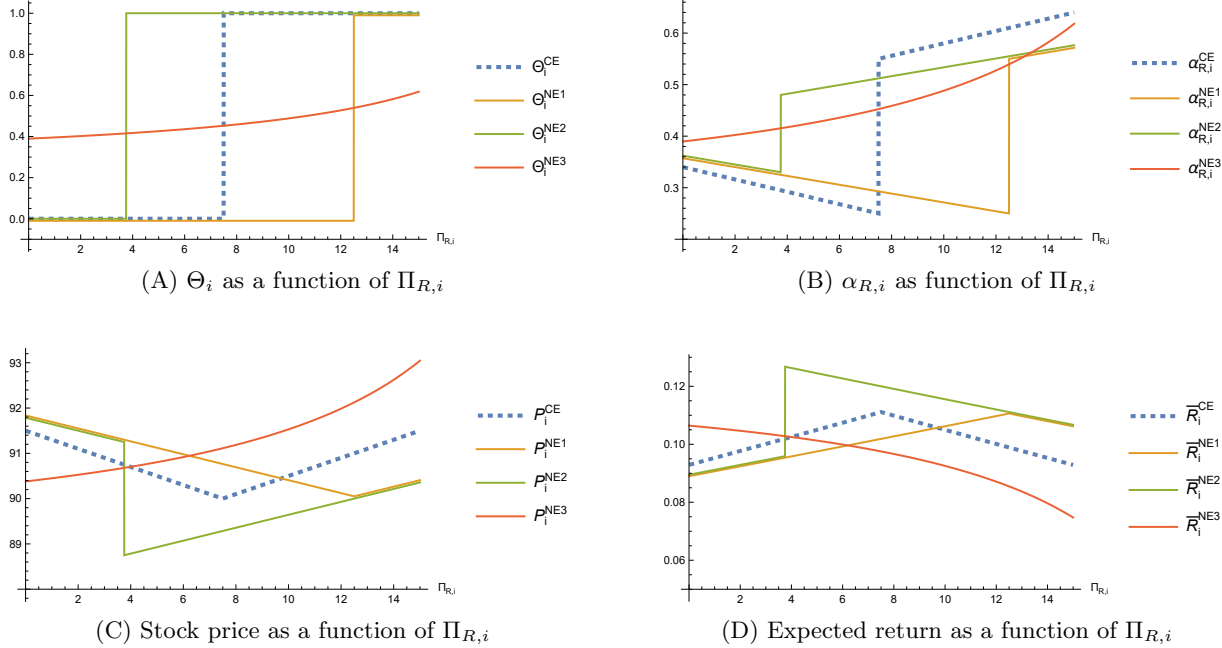 1.0
0.8
0.6
0.4
0.2
0.0
2 4 6 8 10 12 14 Π_{R,i}
Θ_i^{CE}
Θ_i^{NE1}
Θ_i^{NE2}
Θ_i^{NE3}
(A) Θ_i as a function of Π_{R,i}
0.6
0.5
0.4
0.3
2 4 6 8 10 12 14 Π_{R,i}
α_{R,i}^{CE}
α_{R,i}^{NE1}
α_{R,i}^{NE2}
α_{R,i}^{NE3}
(B) α_{R,i} as function of Π_{R,i}
93
92
91
90
89
2 4 6 8 10 12 14 Π_{R,i}
P_i^{CE}
P_i^{NE1}
P_i^{NE2}
P_i^{NE3}
(C) Stock price as a function of Π_{R,i}
0.12
0.10
0.08
0.06
2 4 6 8 10 12 14 Π_{R,i}
R̅_i^{CE}
R̅_i^{NE1}
R̅_i^{NE2}
R̅_i^{NE3}
(D) Expected return as a function of Π_{R,i}